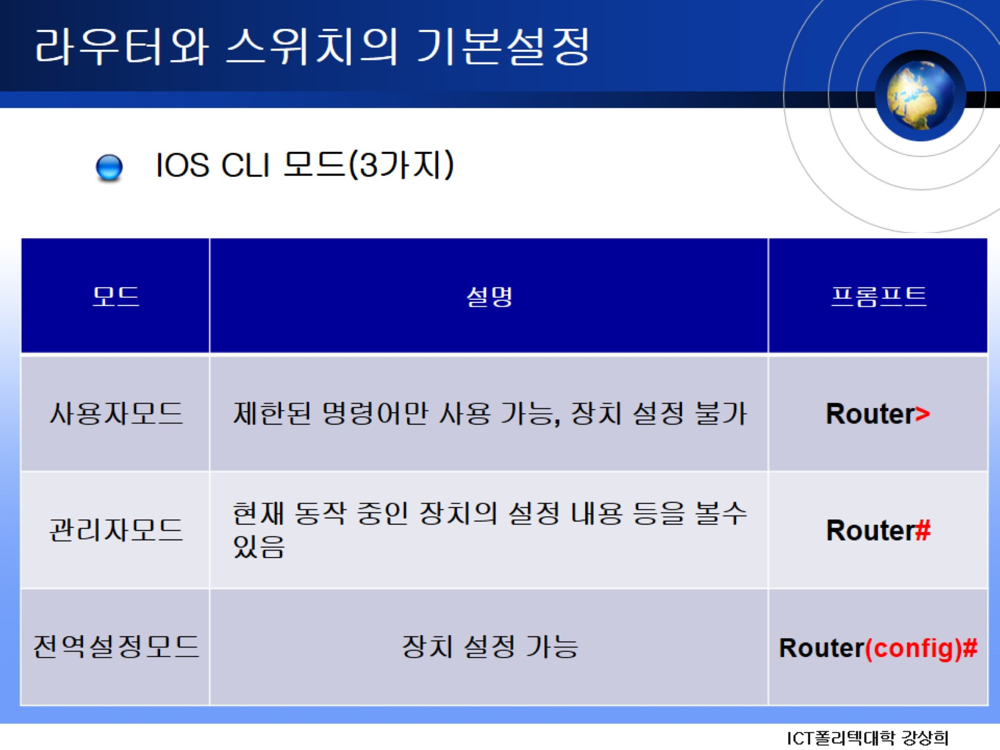 라우터와 스위치의 기본설정
IOS CLI 모드(3가지)
모드 설명 프롬프트
사용자모드 제한된 명령어만 사용 가능, 장치 설정 불가 Router>
관리자모드 현재 동작 중인 장치의 설정 내용 등을 볼수
있음 Router#
전역설정모드 장치 설정 가능 Router(config)#
ICT폴리텍대학 강상희